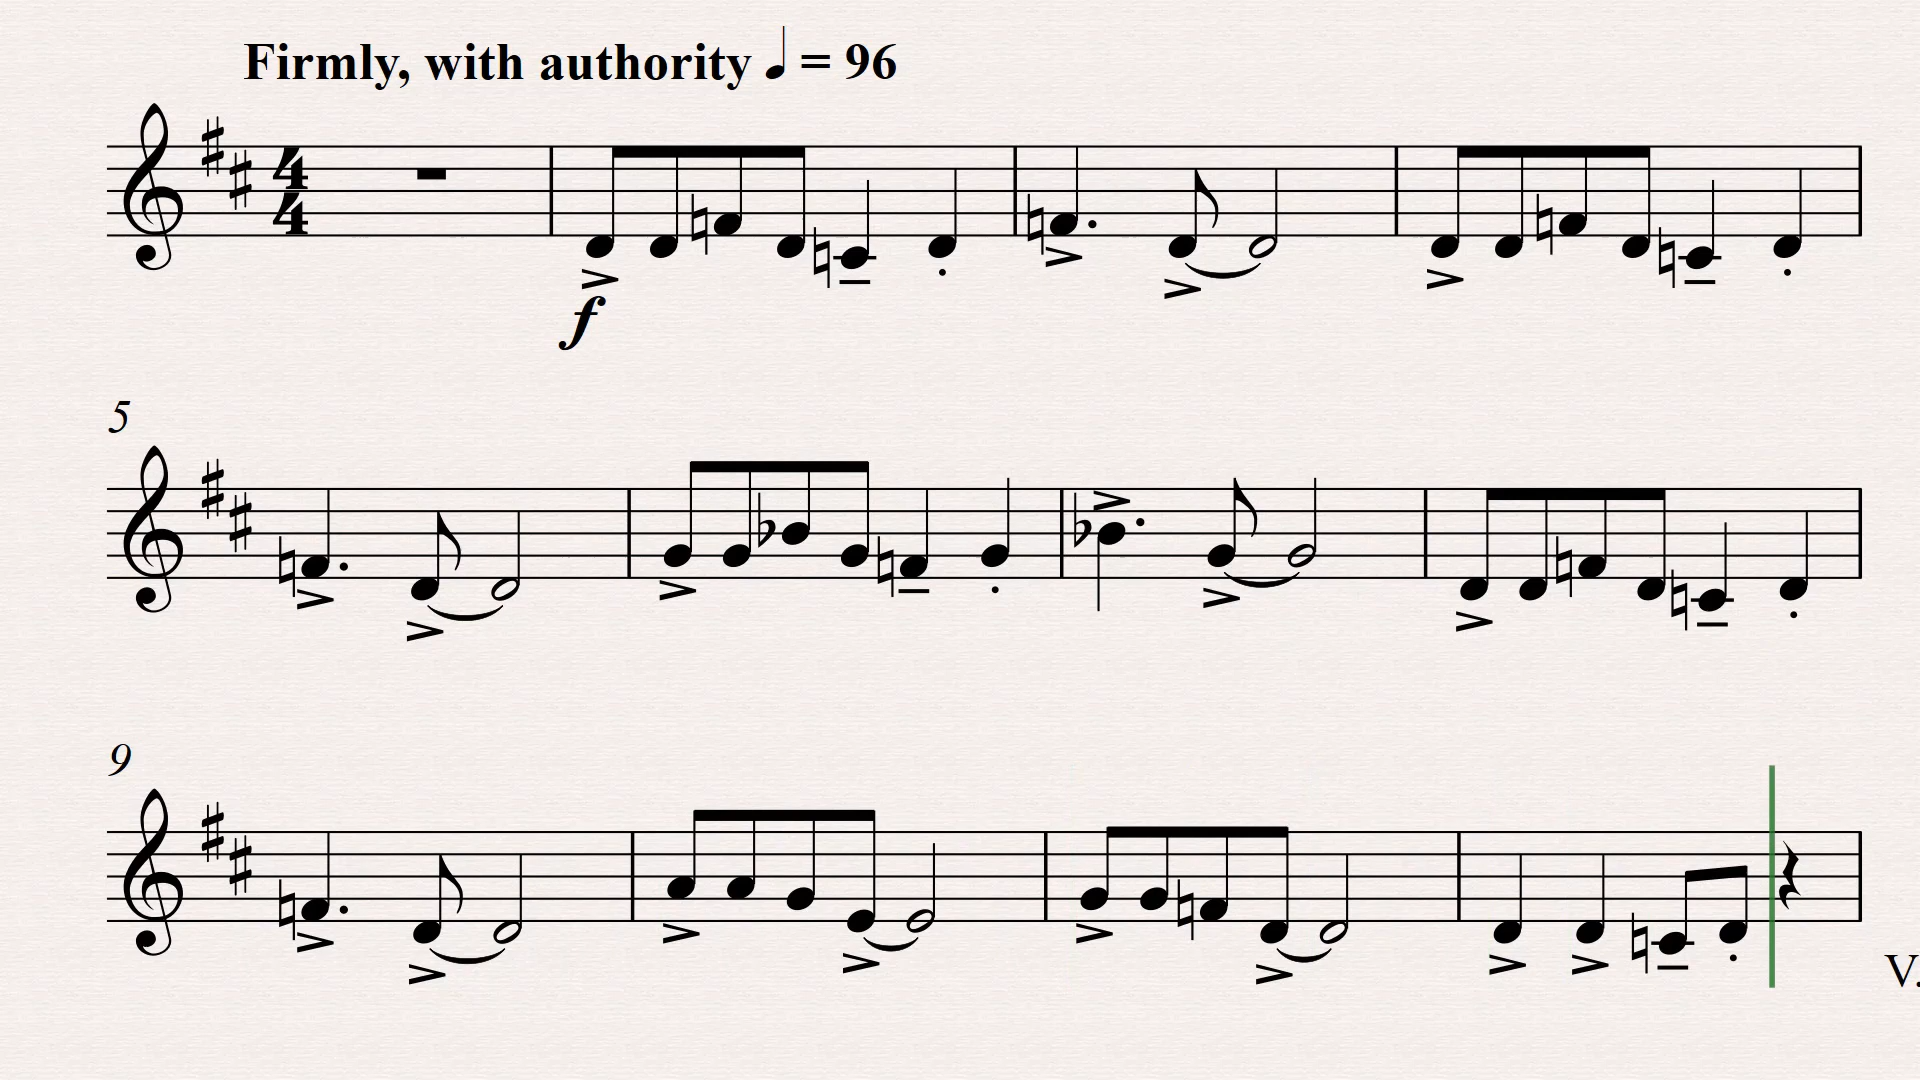 Firmly, with authority ♩ = 96
4
4
f
5
9
V.